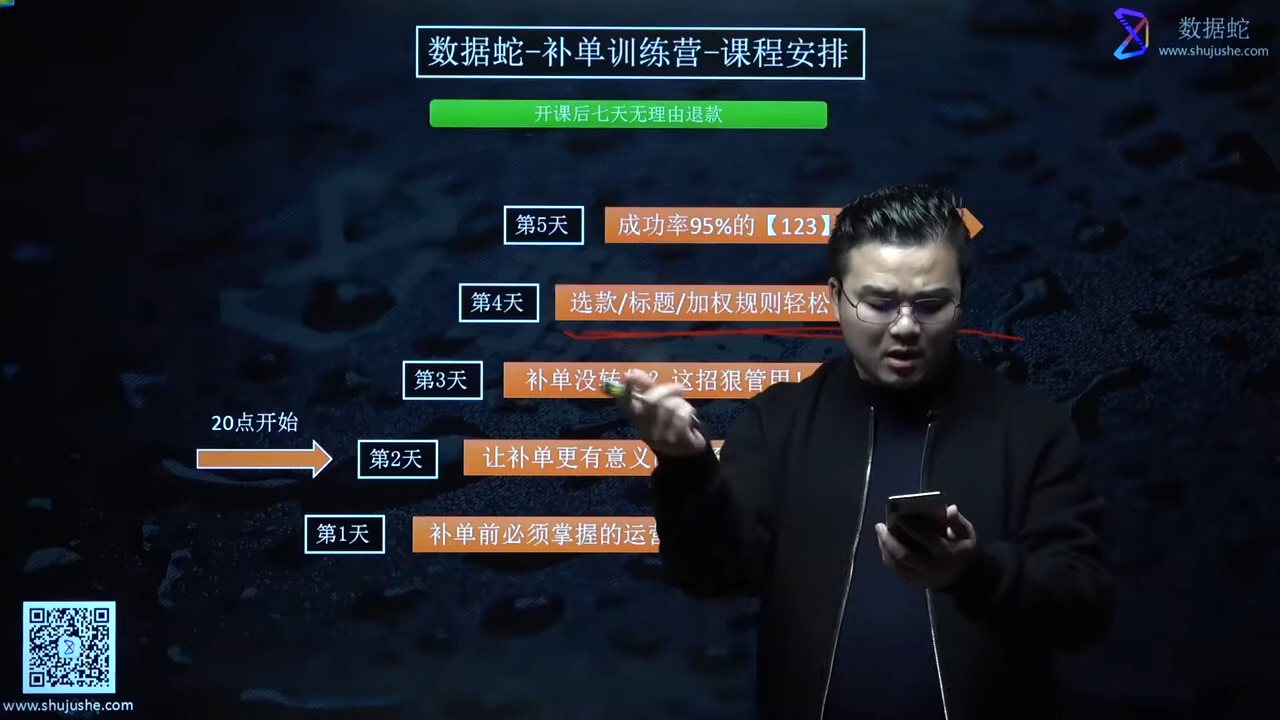 数据蛇
www.shujushe.com
数据蛇-补单训练营-课程安排
开课后七天无理由退款
第5天
成功率95%的【123】
第4天
选款/标题/加权规则轻松
第3天
补单没转 ? 这招狠管用!
20点开始
第2天
让补单更有意义
第1天
补单前必须掌握的运营
www.shujushe.com